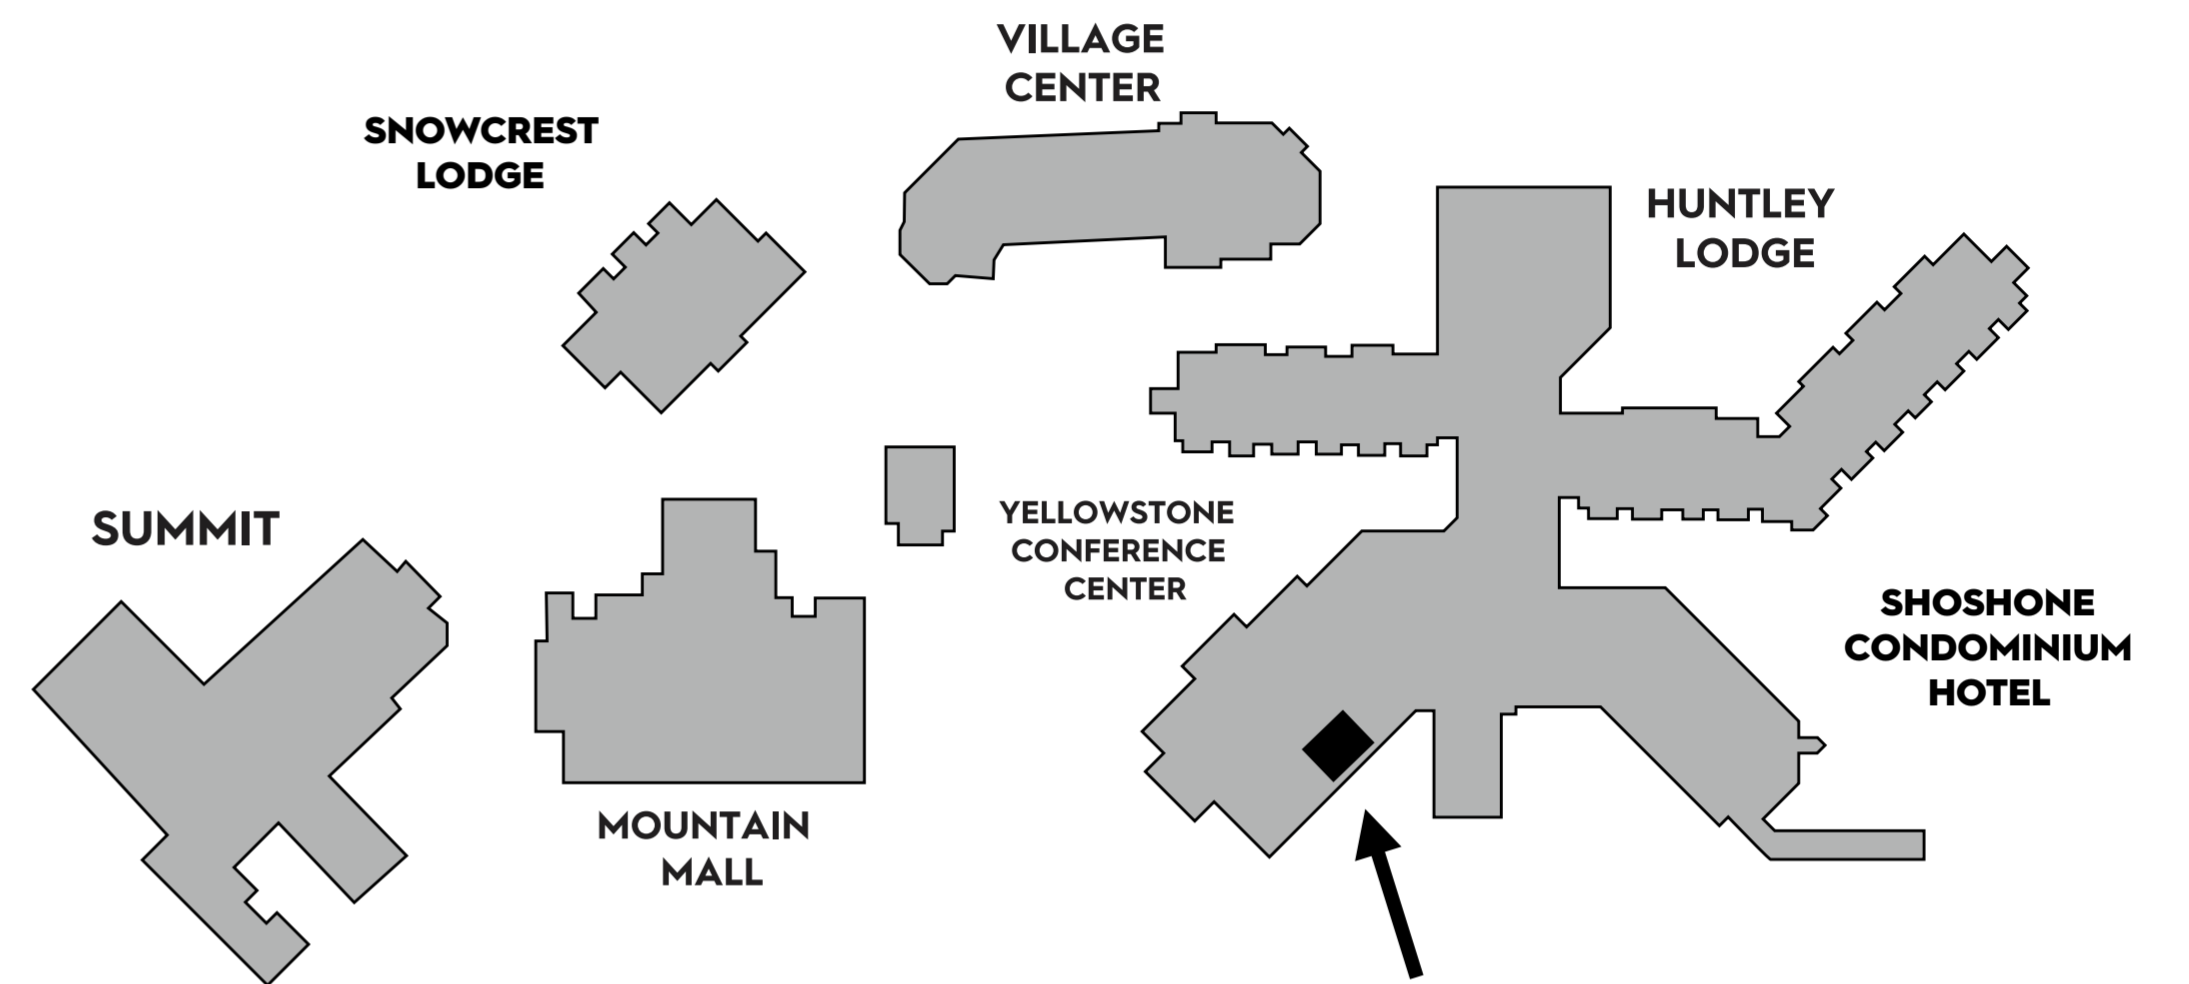 VILLAGE
CENTER
SNOWCREST
LODGE
HUNTLEY
LODGE
SUMMIT
YELLOWSTONE
CONFERENCE
CENTER
SHOSHONE
CONDOMINIUM
HOTEL
MOUNTAIN
MALL